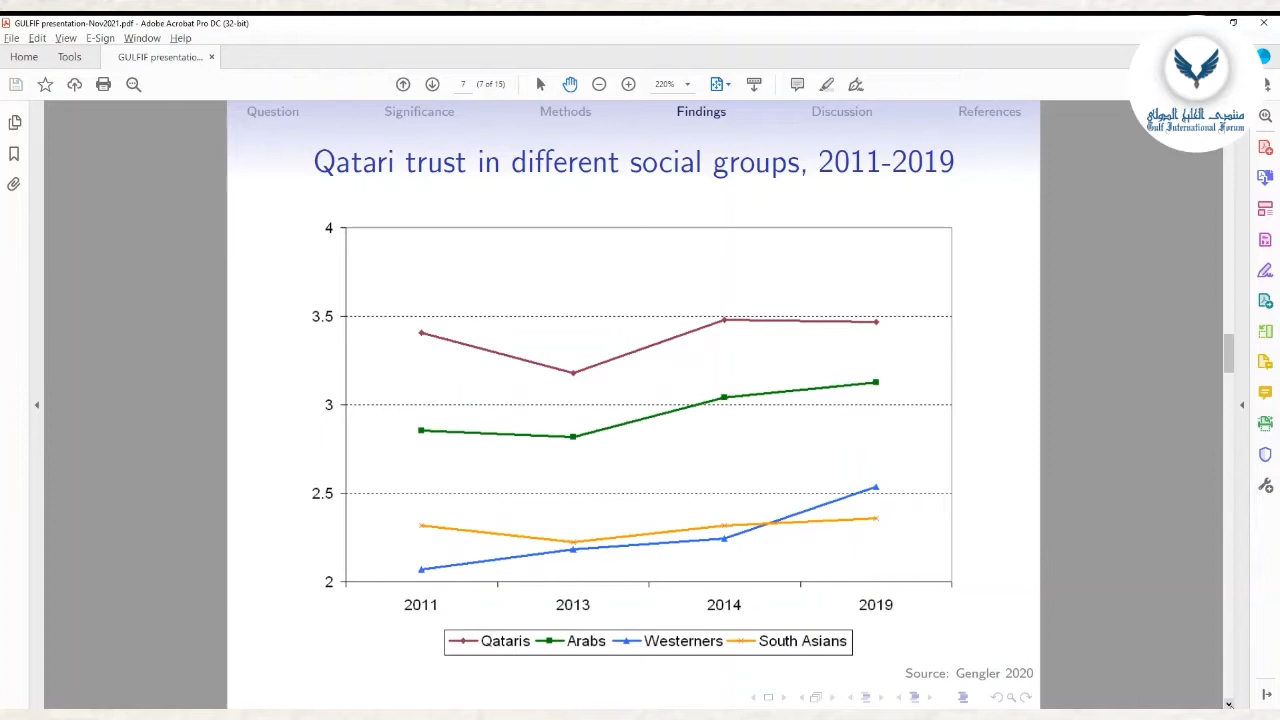 GULFIF presentation-Nov2021.pdf - Adobe Acrobat Pro DC (32-bit)
File Edit View E-Sign Window Help
Home Tools GULFIF presentatio... ×
7 (7 of 15) 220%
منتدى الخليج الدولي
Gulf International Forum
Question Significance Methods Findings Discussion References
Qatari trust in different social groups, 2011-2019
4
3.5
3
2.5
2
2011 2013 2014 2019
Qataris Arabs Westerners South Asians
Source: Gengler 2020